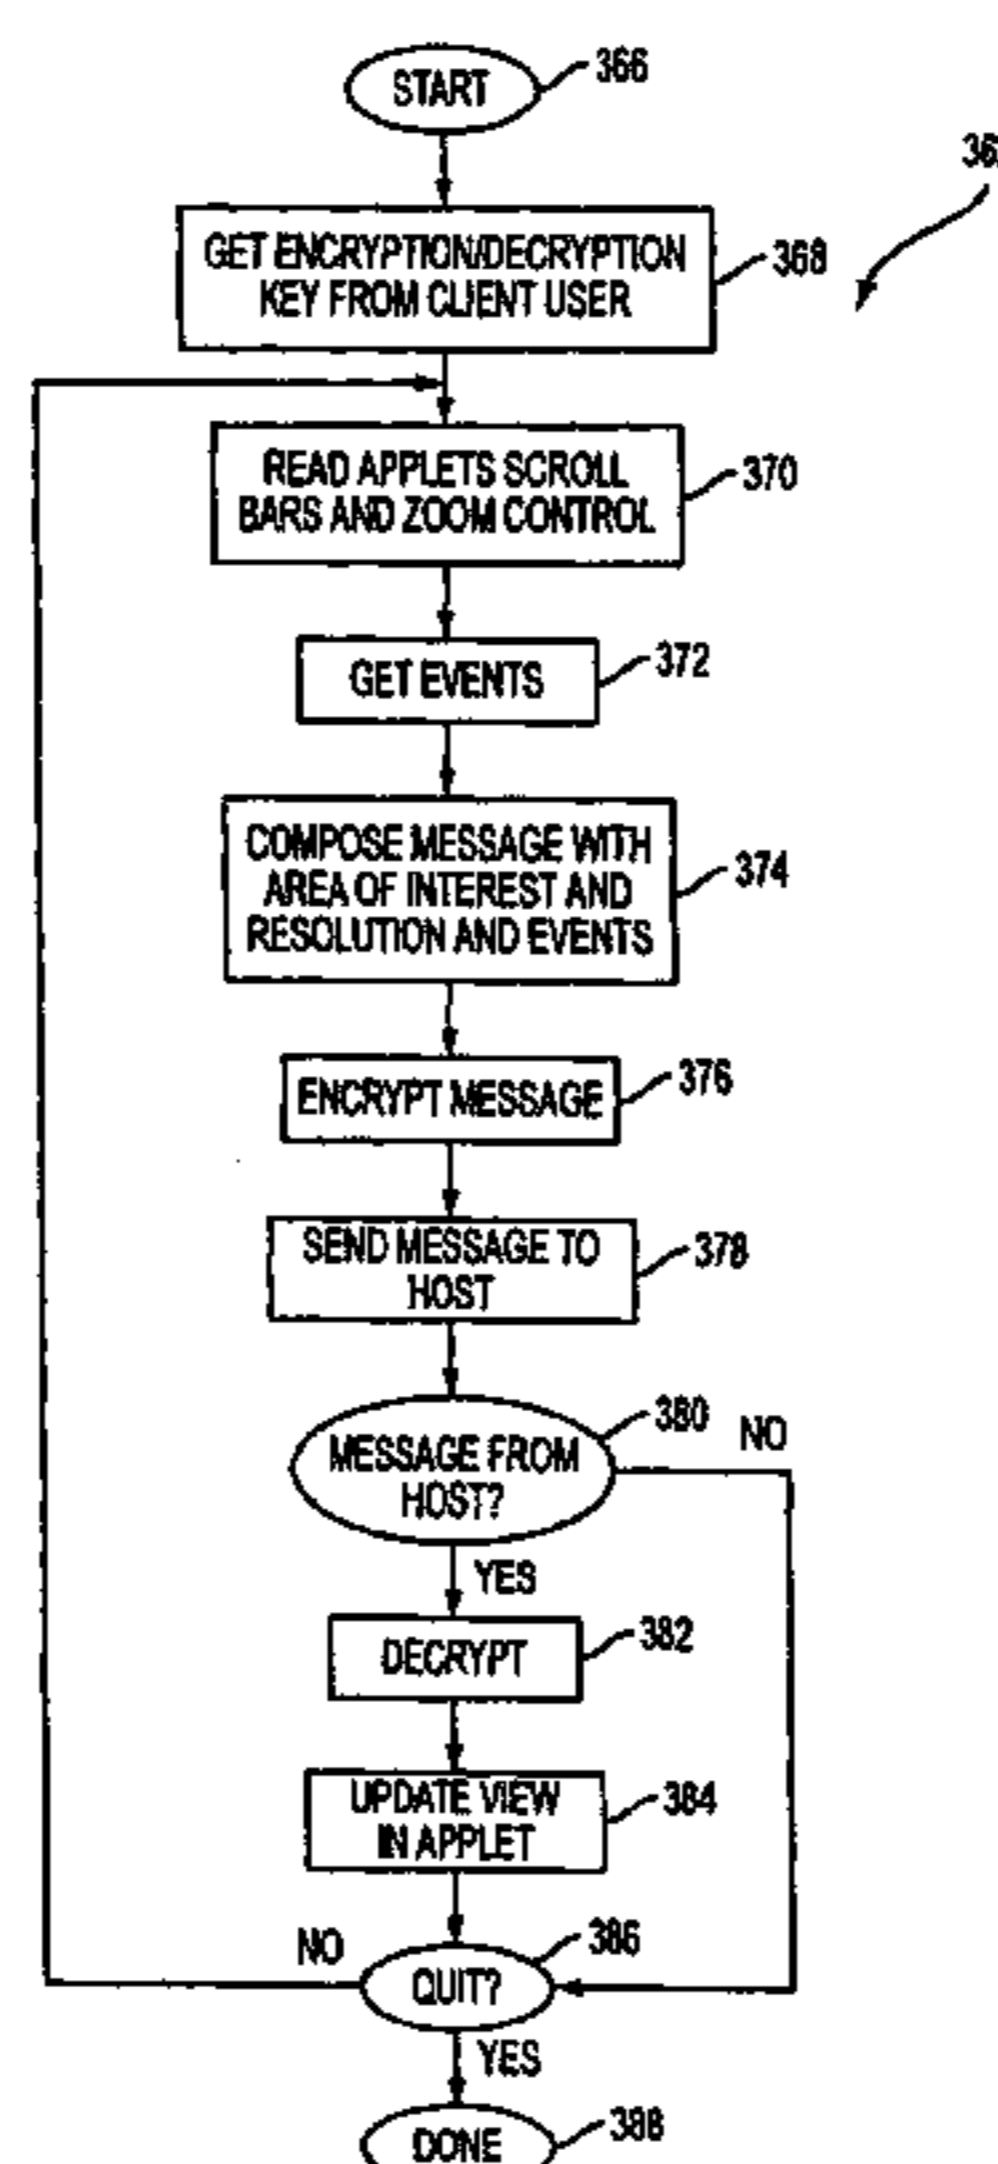 START
366
GET ENCRYPTION/DECRYPTION
KEY FROM CLIENT USER
368
READ APPLETS SCROLL
BARS AND ZOOM CONTROL
370
GET EVENTS
372
COMPOSE MESSAGE WITH
AREA OF INTEREST AND
RESOLUTION AND EVENTS
374
ENCRYPT MESSAGE
376
SEND MESSAGE TO
HOST
378
MESSAGE FROM
HOST?
380
NO
YES
DECRYPT
382
UPDATE VIEW
IN APPLET
384
NO
QUIT?
386
YES
DONE
388